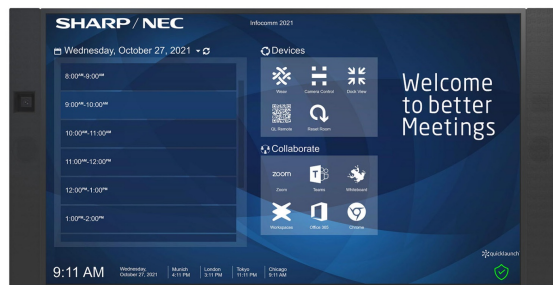 SHARP/NEC
Infocomm 2021
Wednesday, October 27, 2021
8:00AM-9:00AM
9:00AM-10:00AM
10:00AM-11:00AM
11:00AM-12:00PM
12:00PM-1:00PM
1:00PM-2:00PM
Devices
Camera Control
Dock View
QL Remote
Reset Room
Collaborate
zoom
T
Zoom
Teams
Whiteboard
Workspaces
Office 365
Chrome
Welcome
to better
Meetings
quicklaunch
9:11 AM
Wednesday,
October 27, 2021
Munich
4:11 PM
London
3:11 PM
Tokyo
11:11 PM
Chicago
9:11 AM